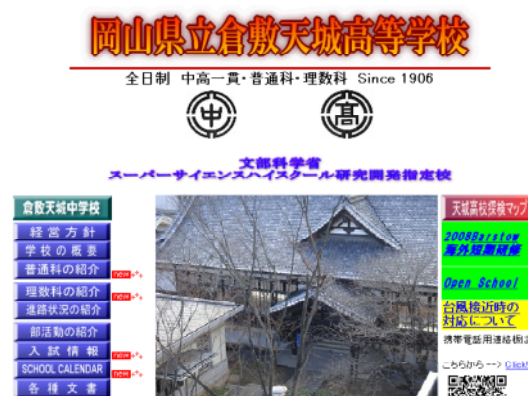 岡山県立倉敷天城高等学校
全日制 中高一貫・普通科・理数科 Since 1906
中 高
文部科学省
スーパーサイエンスハイスクール研究開発指定校
倉敷天城中学校
経営方針
学校の概要
普通科の紹介 new
理数科の紹介 new
進路状況の紹介
部活動の紹介
入試情報 new
SCHOOL CALENDAR new
各種文書
天城高校探検マップ
2008Barstow
海外短期研修
Open School
台風接近時の
対応について
携帯電話用連絡板は
こちらから --> Click